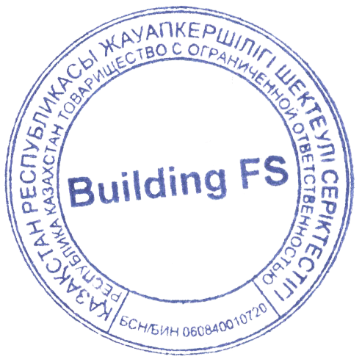 ҚАЗАҚСТАН РЕСПУБЛИКАСЫ ЖАУАПКЕРШІЛІГІ ШЕКТЕУЛІ СЕРІКТЕСТІГІ
РЕСПУБЛИКА КАЗАХСТАН ТОВАРИЩЕСТВО С ОГРАНИЧЕННОЙ ОТВЕТСТВЕННОСТЬЮ
Building FS
БСН/БИН 060840010720